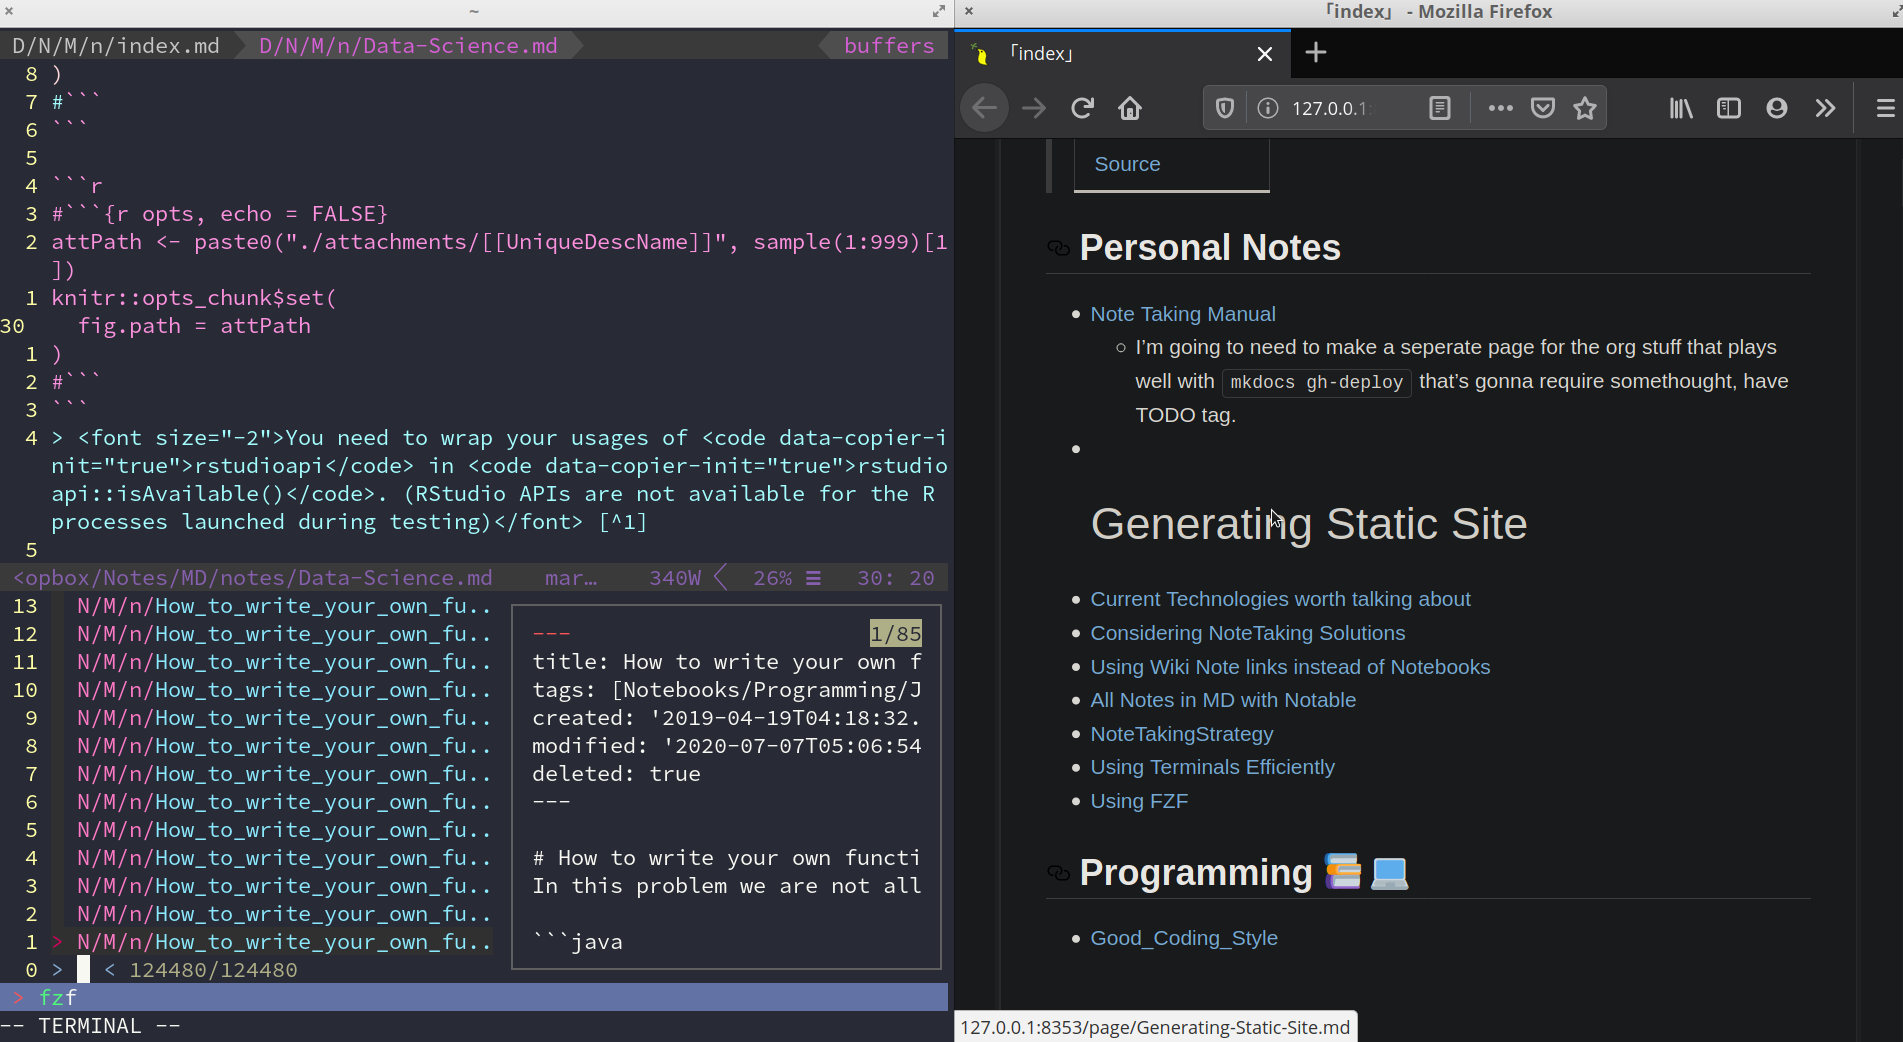 ~
D/N/M/n/index.md
D/N/M/n/Data-Science.md
buffers
8 )
7 #```
6 ```
5
4 ```r
3 #```{r opts, echo = FALSE}
2 attPath <- paste0("./attachments/[[UniqueDescName]]", sample(1:999)[1
])
1 knitr::opts_chunk$set(
30 fig.path = attPath
1 )
2 #```
3 ```
4 > <font size="-2">You need to wrap your usages of <code data-copier-i
nit="true">rstudioapi</code> in <code data-copier-init="true">rstudio
api::isAvailable()</code>. (RStudio APIs are not available for the R
processes launched during testing)</font> [^1]
5
<opbox/Notes/MD/notes/Data-Science.md mar… 340W 26% ☰ 30: 20
13 N/M/n/How_to_write_your_own_fu..
12 N/M/n/How_to_write_your_own_fu..
11 N/M/n/How_to_write_your_own_fu..
10 N/M/n/How_to_write_your_own_fu..
9 N/M/n/How_to_write_your_own_fu..
8 N/M/n/How_to_write_your_own_fu..
7 N/M/n/How_to_write_your_own_fu..
6 N/M/n/How_to_write_your_own_fu..
5 N/M/n/How_to_write_your_own_fu..
4 N/M/n/How_to_write_your_own_fu..
3 N/M/n/How_to_write_your_own_fu..
2 N/M/n/How_to_write_your_own_fu..
1 > N/M/n/How_to_write_your_own_fu..
0 > < 124480/124480
--- 1/85
title: How to write your own f
tags: [Notebooks/Programming/J
created: '2019-04-19T04:18:32.
modified: '2020-07-07T05:06:54
deleted: true
---
# How to write your own functi
In this problem we are not all
```java
> fzf
-- TERMINAL --
「index」 - Mozilla Firefox
「index」
127.0.0.1:
Source
Personal Notes
Note Taking Manual
I’m going to need to make a seperate page for the org stuff that plays
well with mkdocs gh-deploy that’s gonna require somethought, have
TODO tag.
Generating Static Site
Current Technologies worth talking about
Considering NoteTaking Solutions
Using Wiki Note links instead of Notebooks
All Notes in MD with Notable
NoteTakingStrategy
Using Terminals Efficiently
Using FZF
Programming 📚 💻
Good_Coding_Style
127.0.0.1:8353/page/Generating-Static-Site.md